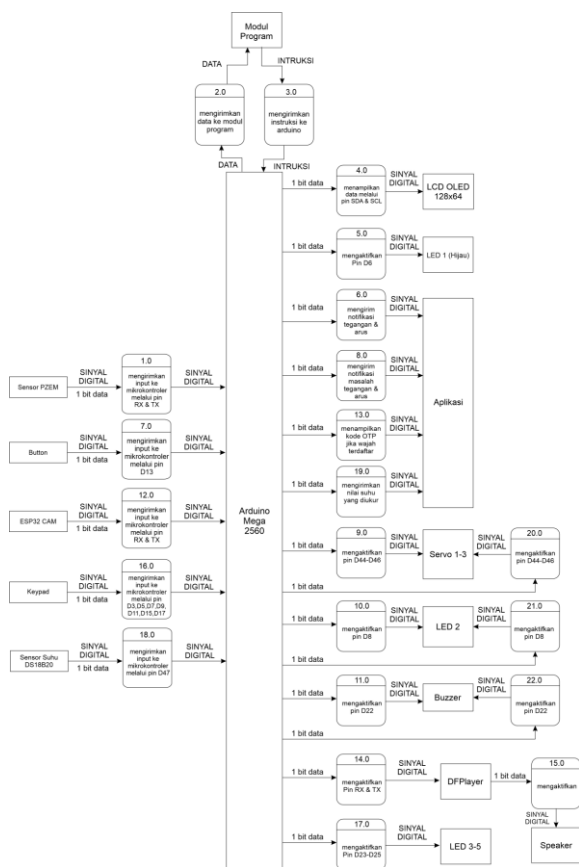 Modul
Program
DATA
INTRUKSI
2.0
mengirimkan
data ke modul
program
3.0
mengirimkan
instruksi ke
arduino
DATA
INTRUKSI
1 bit data
4.0
menampilkan
data melalui
pin SDA & SCL
SINYAL
DIGITAL
LCD OLED
128x64
1 bit data
5.0
mengaktifkan
Pin D6
SINYAL
DIGITAL
LED 1 (Hijau)
1 bit data
6.0
mengirim
notifikasi
tegangan &
arus
SINYAL
DIGITAL
1 bit data
8.0
mengirim
notifikasi
masalah
tegangan &
arus
SINYAL
DIGITAL
Aplikasi
1 bit data
13.0
menampilkan
kode OTP
jika wajah
terdaftar
SINYAL
DIGITAL
1 bit data
19.0
mengirimkan
nilai suhu
yang diukur
SINYAL
DIGITAL
Sensor PZEM
SINYAL
DIGITAL
1 bit data
1.0
mengirimkan
input ke
mikrokontroler
melalui pin
RX & TX
SINYAL
DIGITAL
Button
SINYAL
DIGITAL
1 bit data
7.0
mengirimkan
input ke
mikrokontroler
melalui pin
D13
SINYAL
DIGITAL
ESP32 CAM
SINYAL
DIGITAL
1 bit data
12.0
mengirimkan
input ke
mikrokontroler
melalui pin
RX & TX
SINYAL
DIGITAL
Keypad
SINYAL
DIGITAL
1 bit data
16.0
mengirimkan
input ke
mikrokontroler
melalui pin
D3,D5,D7,D9,
D11,D15,D17
SINYAL
DIGITAL
Sensor Suhu
DS18B20
SINYAL
DIGITAL
1 bit data
18.0
mengirimkan
input ke
mikrokontroler
melalui pin D47
SINYAL
DIGITAL
Arduino
Mega
2560
1 bit data
9.0
mengaktifkan
pin D44-D46
SINYAL
DIGITAL
Servo 1-3
SINYAL
DIGITAL
20.0
mengaktifkan
pin D44-D46
1 bit data
1 bit data
10.0
mengaktifkan
pin D8
SINYAL
DIGITAL
LED 2
SINYAL
DIGITAL
21.0
mengaktifkan
pin D8
1 bit data
1 bit data
11.0
mengaktifkan
pin D22
SINYAL
DIGITAL
Buzzer
SINYAL
DIGITAL
22.0
mengaktifkan
pin D22
1 bit data
1 bit data
14.0
mengaktifkan
Pin RX & TX
SINYAL
DIGITAL
DFPlayer
1 bit data
15.0
mengaktifkan
SINYAL
DIGITAL
Speaker
1 bit data
17.0
mengaktifkan
Pin D23-D25
SINYAL
DIGITAL
LED 3-5